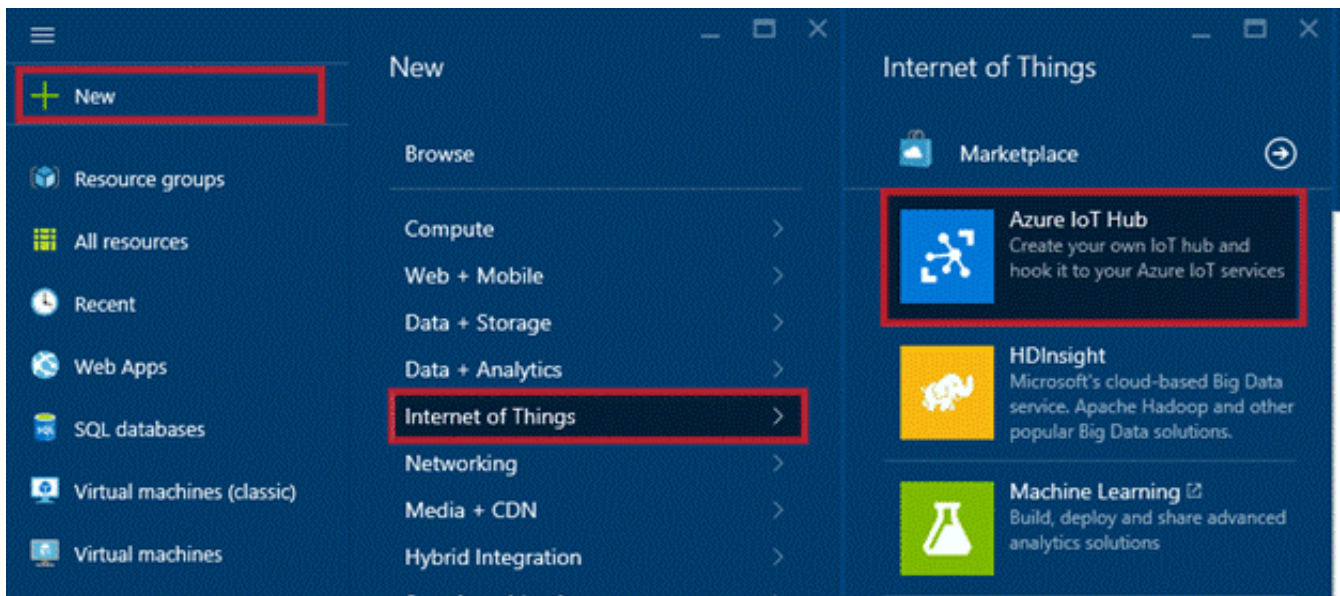 New
Resource groups
All resources
Recent
Web Apps
SQL databases
Virtual machines (classic)
Virtual machines
New
Browse
Compute
Web + Mobile
Data + Storage
Data + Analytics
Internet of Things
Networking
Media + CDN
Hybrid Integration
Internet of Things
Marketplace
Azure IoT Hub
Create your own IoT hub and
hook it to your Azure IoT services
HDInsight
Microsoft's cloud-based Big Data
service. Apache Hadoop and other
popular Big Data solutions.
Machine Learning
Build, deploy and share advanced
analytics solutions